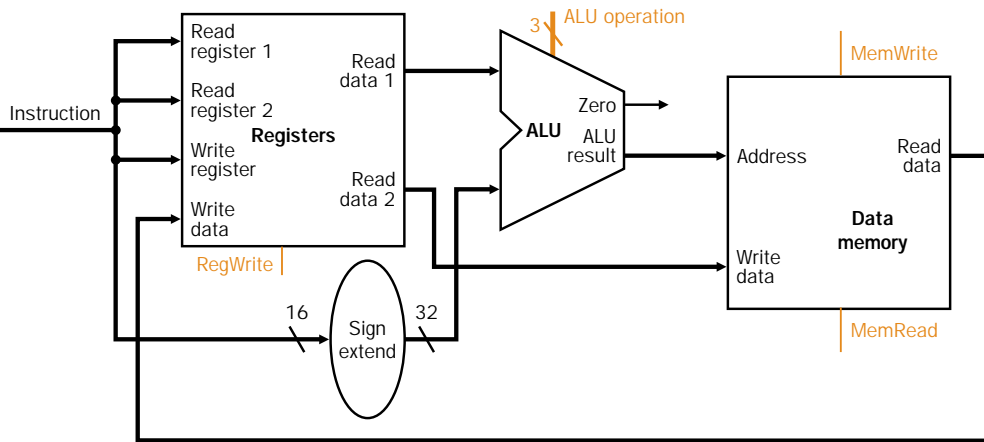 Instruction
Read
register 1
Read
register 2
Write
register
Write
data
Registers
Read
data 1
Read
data 2
RegWrite
16
Sign
extend
32
3
ALU operation
Zero
ALU
ALU
result
MemWrite
Address
Read
data
Data
memory
Write
data
MemRead